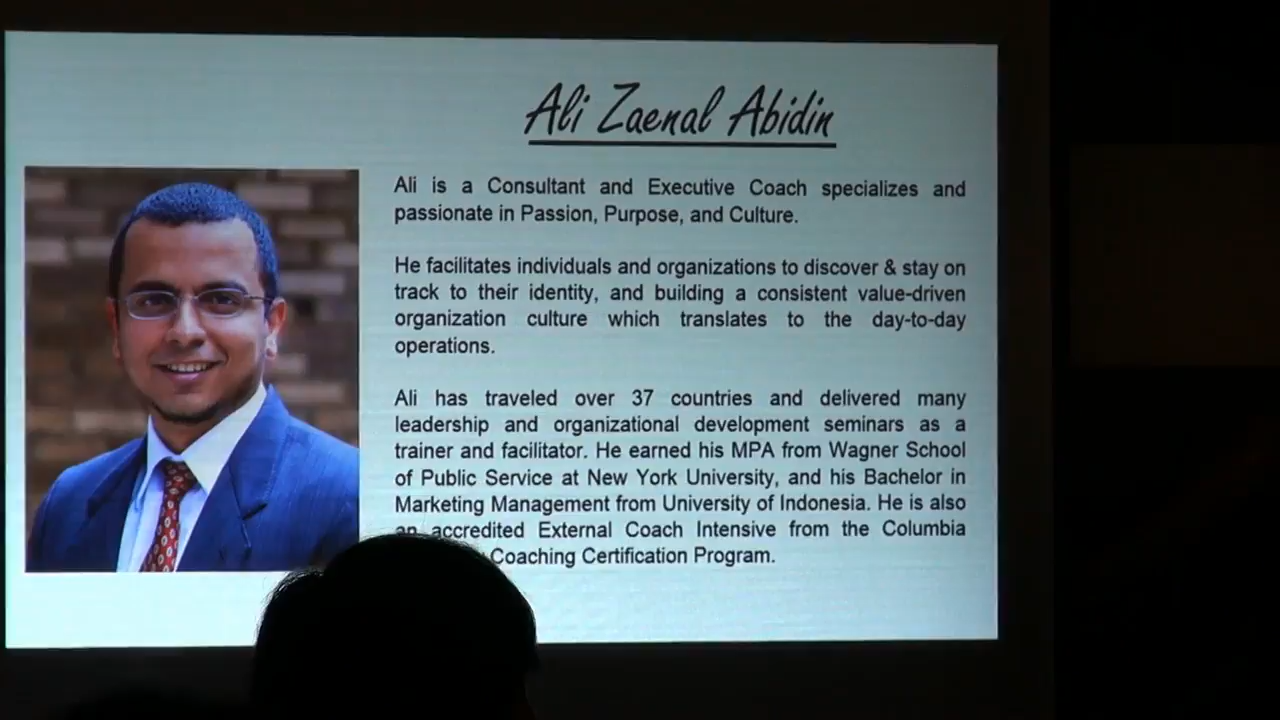 Ali Zaenal Abidin
Ali is a Consultant and Executive Coach specializes and
passionate in Passion, Purpose, and Culture.
He facilitates individuals and organizations to discover & stay on
track to their identity, and building a consistent value-driven
organization culture which translates to the day-to-day
operations.
Ali has traveled over 37 countries and delivered many
leadership and organizational development seminars as a
trainer and facilitator. He earned his MPA from Wagner School
of Public Service at New York University, and his Bachelor in
Marketing Management from University of Indonesia. He is also
an accredited External Coach Intensive from the Columbia
Coaching Certification Program.